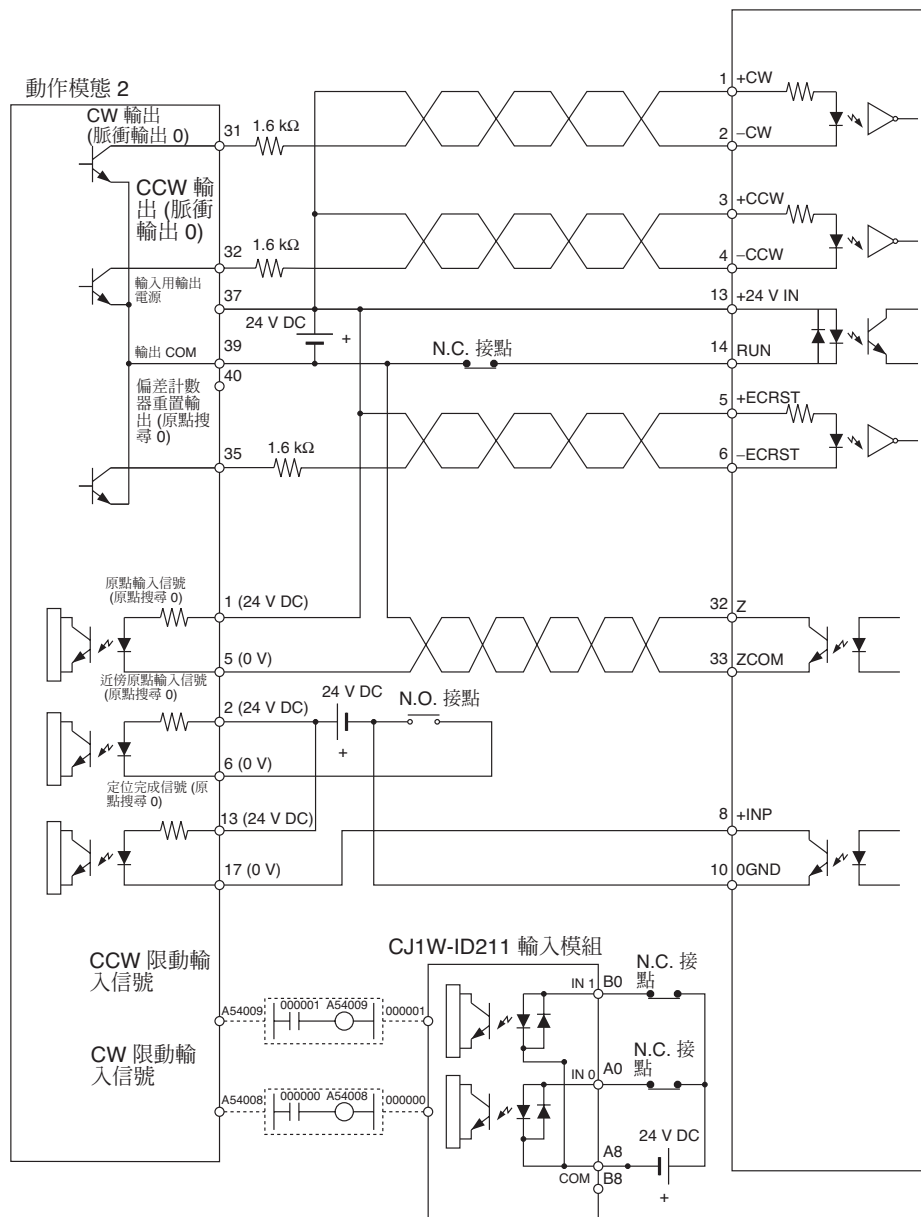 動作模態 2
CW 輸出
(脈衝輸出 0)
31
1.6 kΩ
1 +CW
2 −CW
CCW 輸
出 (脈衝
輸出 0)
32
1.6 kΩ
3 +CCW
4 −CCW
輸入用輸出
電源
37
13 +24 V IN
24 V DC
+
輸出 COM
39
N.C. 接點
14 RUN
40
偏差計數
器重置輸
出 (原點搜
尋 0)
35
1.6 kΩ
5 +ECRST
6 −ECRST
原點輸入信號
(原點搜尋 0)
1 (24 V DC)
5 (0 V)
32 Z
33 ZCOM
近傍原點輸入信號
(原點搜尋 0)
2 (24 V DC)
24 V DC
+
N.O. 接點
6 (0 V)
定位完成信號 (原
點搜尋 0)
13 (24 V DC)
17 (0 V)
8 +INP
10 0GND
CJ1W-ID211 輸入模組
CCW 限動輸
入信號
A54009
000001 A54009
000001
IN 1
B0
N.C. 接
點
CW 限動輸
入信號
A54008
000000 A54008
000000
IN 0
A0
N.C. 接
點
24 V DC
+
A8
COM
B8